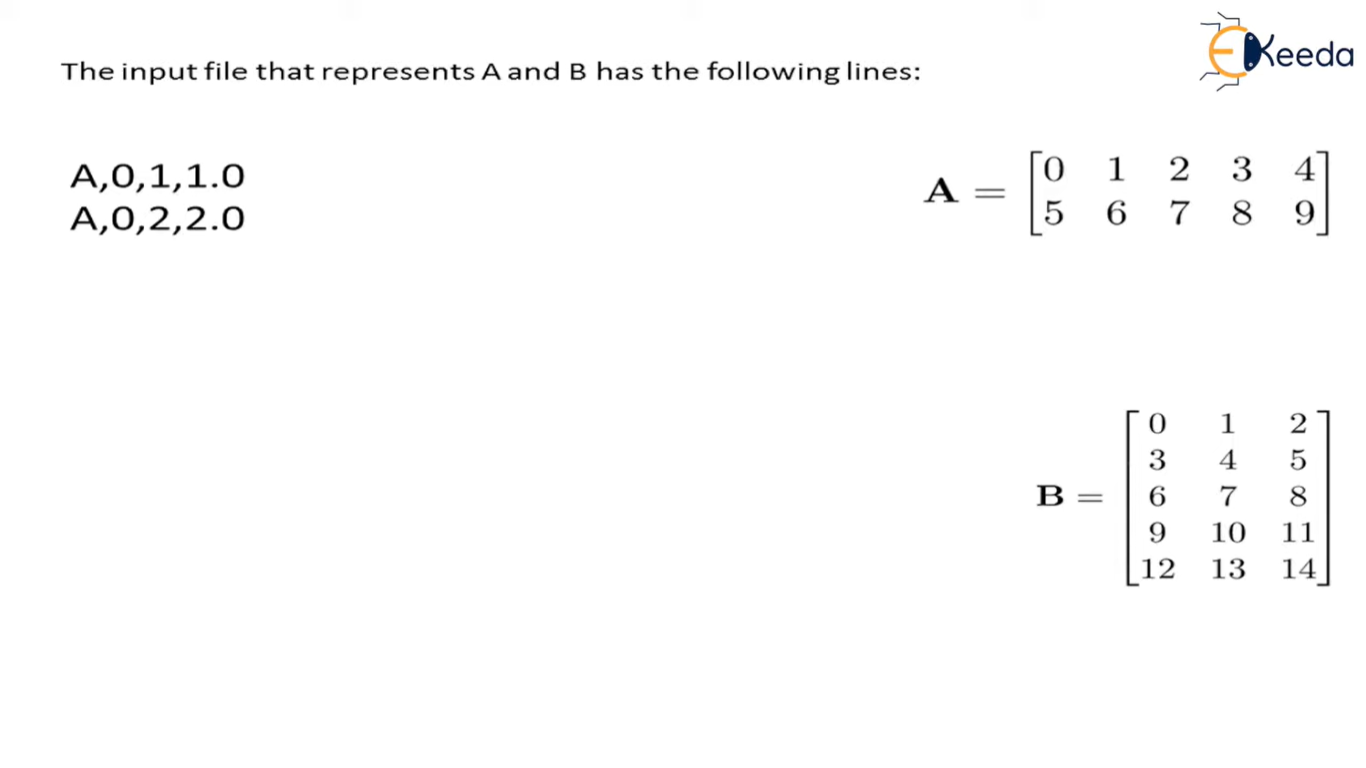 EKeeda
The input file that represents A and B has the following lines:
A,0,1,1.0
A,0,2,2.0
A = [0 1 2 3 4
5 6 7 8 9]
B = [0 1 2
3 4 5
6 7 8
9 10 11
12 13 14]